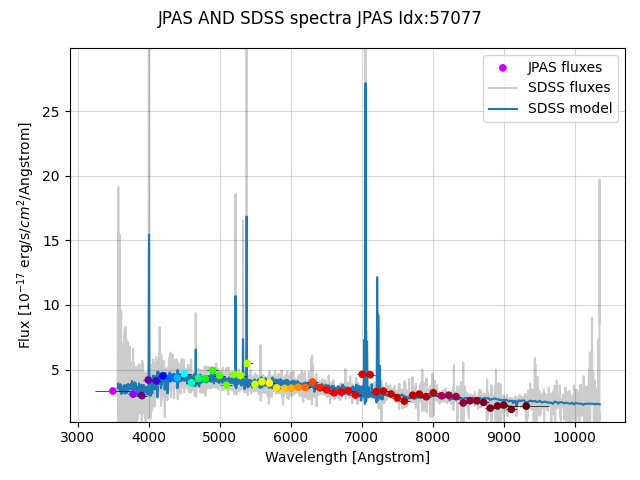 JPAS AND SDSS spectra JPAS Idx:57077
JPAS fluxes
SDSS fluxes
SDSS model
Flux [10^{-17} erg/s/cm^2/Angstrom]
25
20
15
10
5
3000 4000 5000 6000 7000 8000 9000 10000
Wavelength [Angstrom]